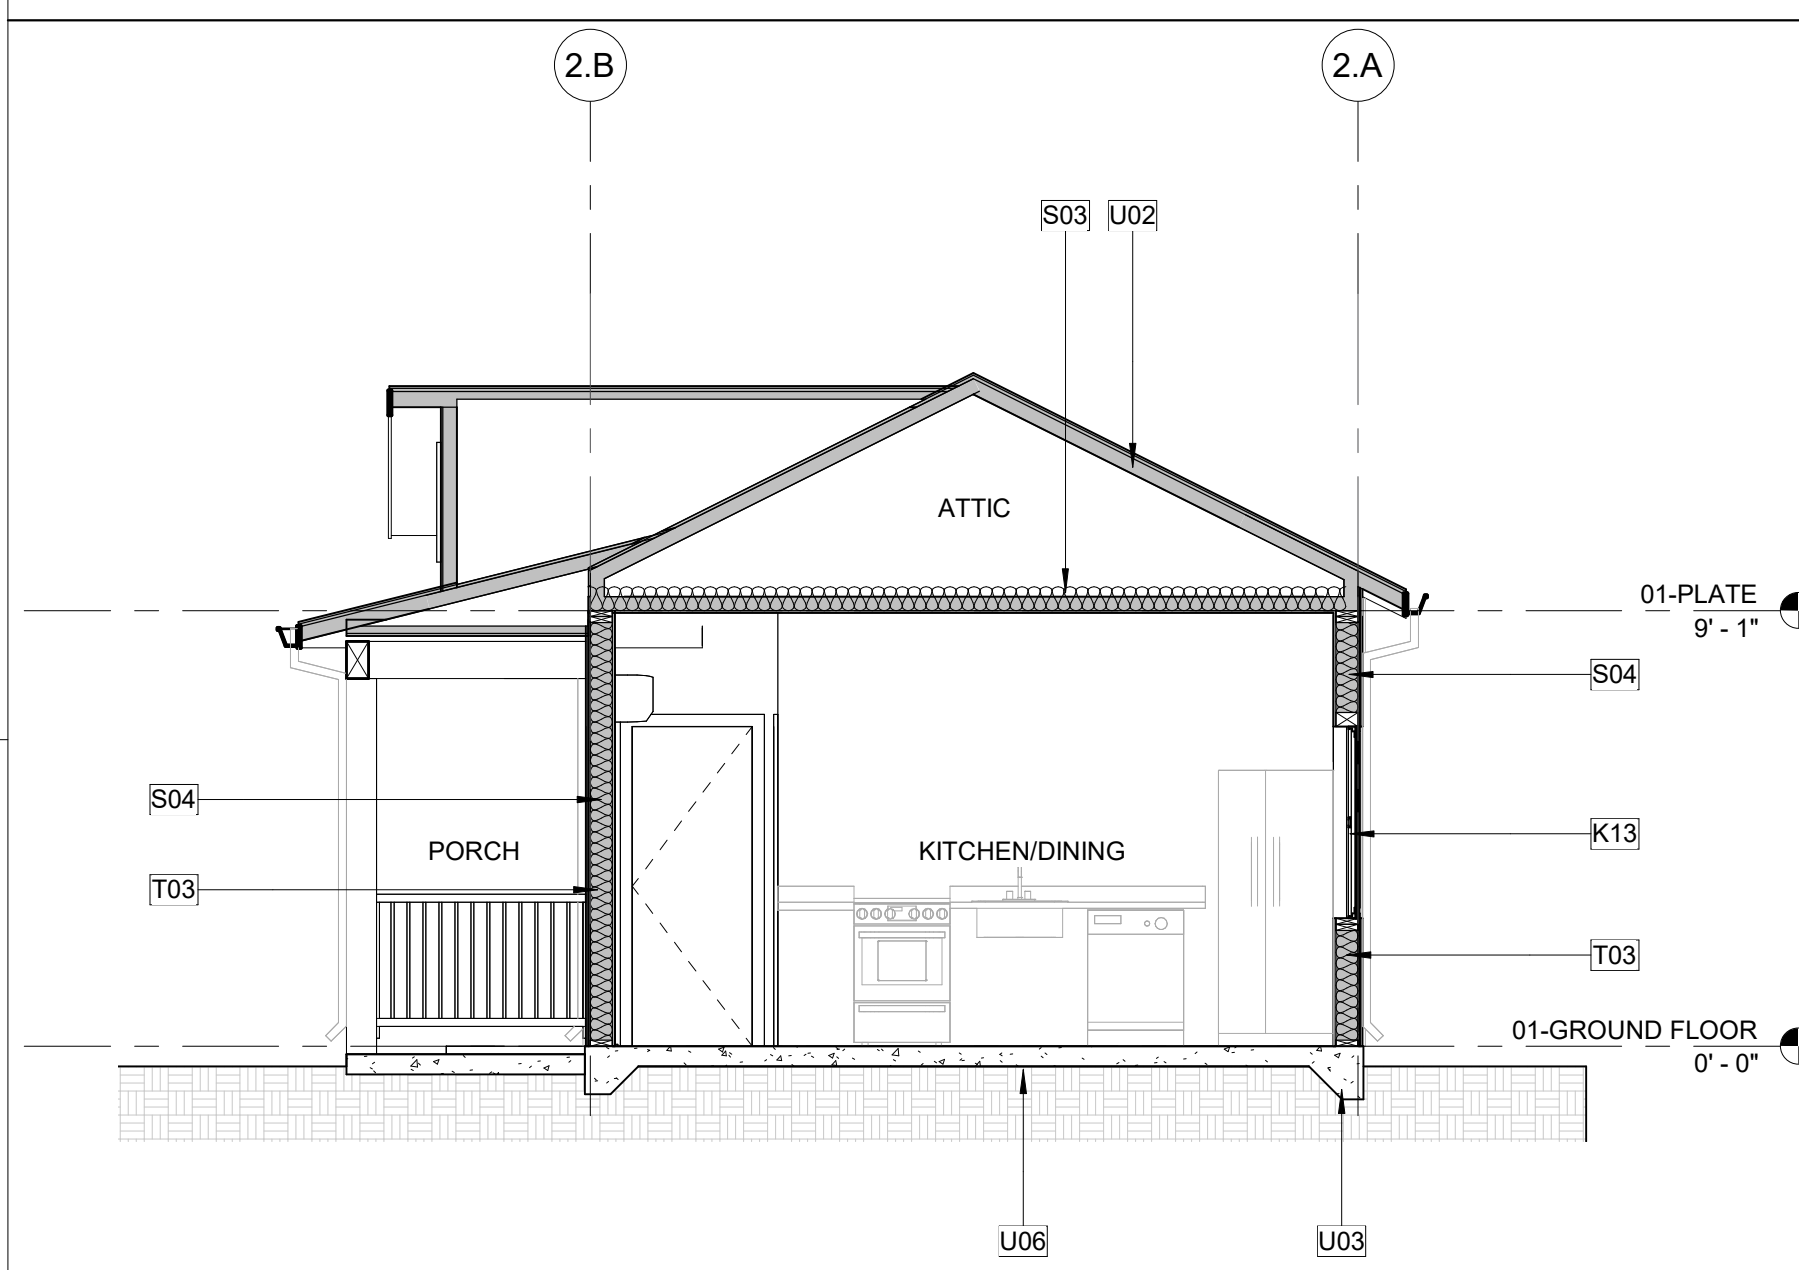 2.B
2.A
S03
U02
ATTIC
01-PLATE
9' - 1"
S04
S04
K13
PORCH
KITCHEN/DINING
T03
T03
01-GROUND FLOOR
0' - 0"
U06
U03